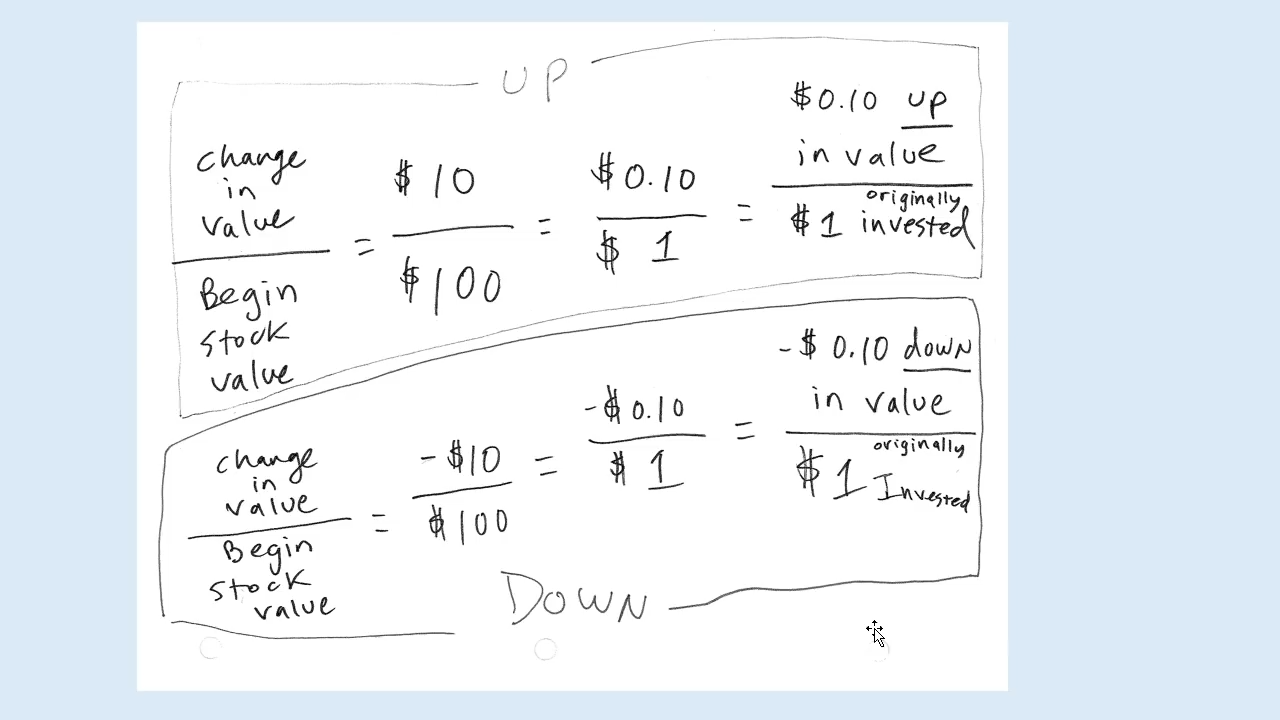 UP
change
in
value
Begin
stock
value
=
$10
$100
=
$0.10
$ 1
=
$0.10 up
in value
$1 originally
invested
change
in
value
Begin
stock
value
=
-$10
$100
=
-$0.10
$ 1
=
-$ 0.10 down
in value
$1 originally
Invested
DOWN